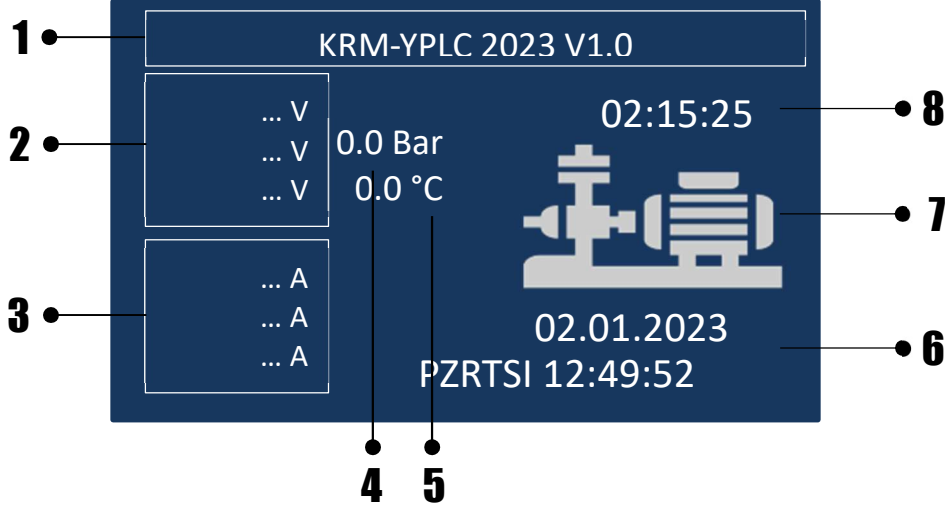 1
KRM-YPLC 2023 V1.0
2
... V
... V
... V
0.0 Bar
0.0 °C
02:15:25
8
7
3
... A
... A
... A
02.01.2023
PZRTSI 12:49:52
6
4
5